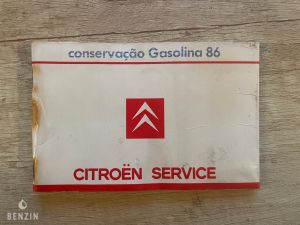 conservação Gasolina 86
CITROËN SERVICE
BENZIN